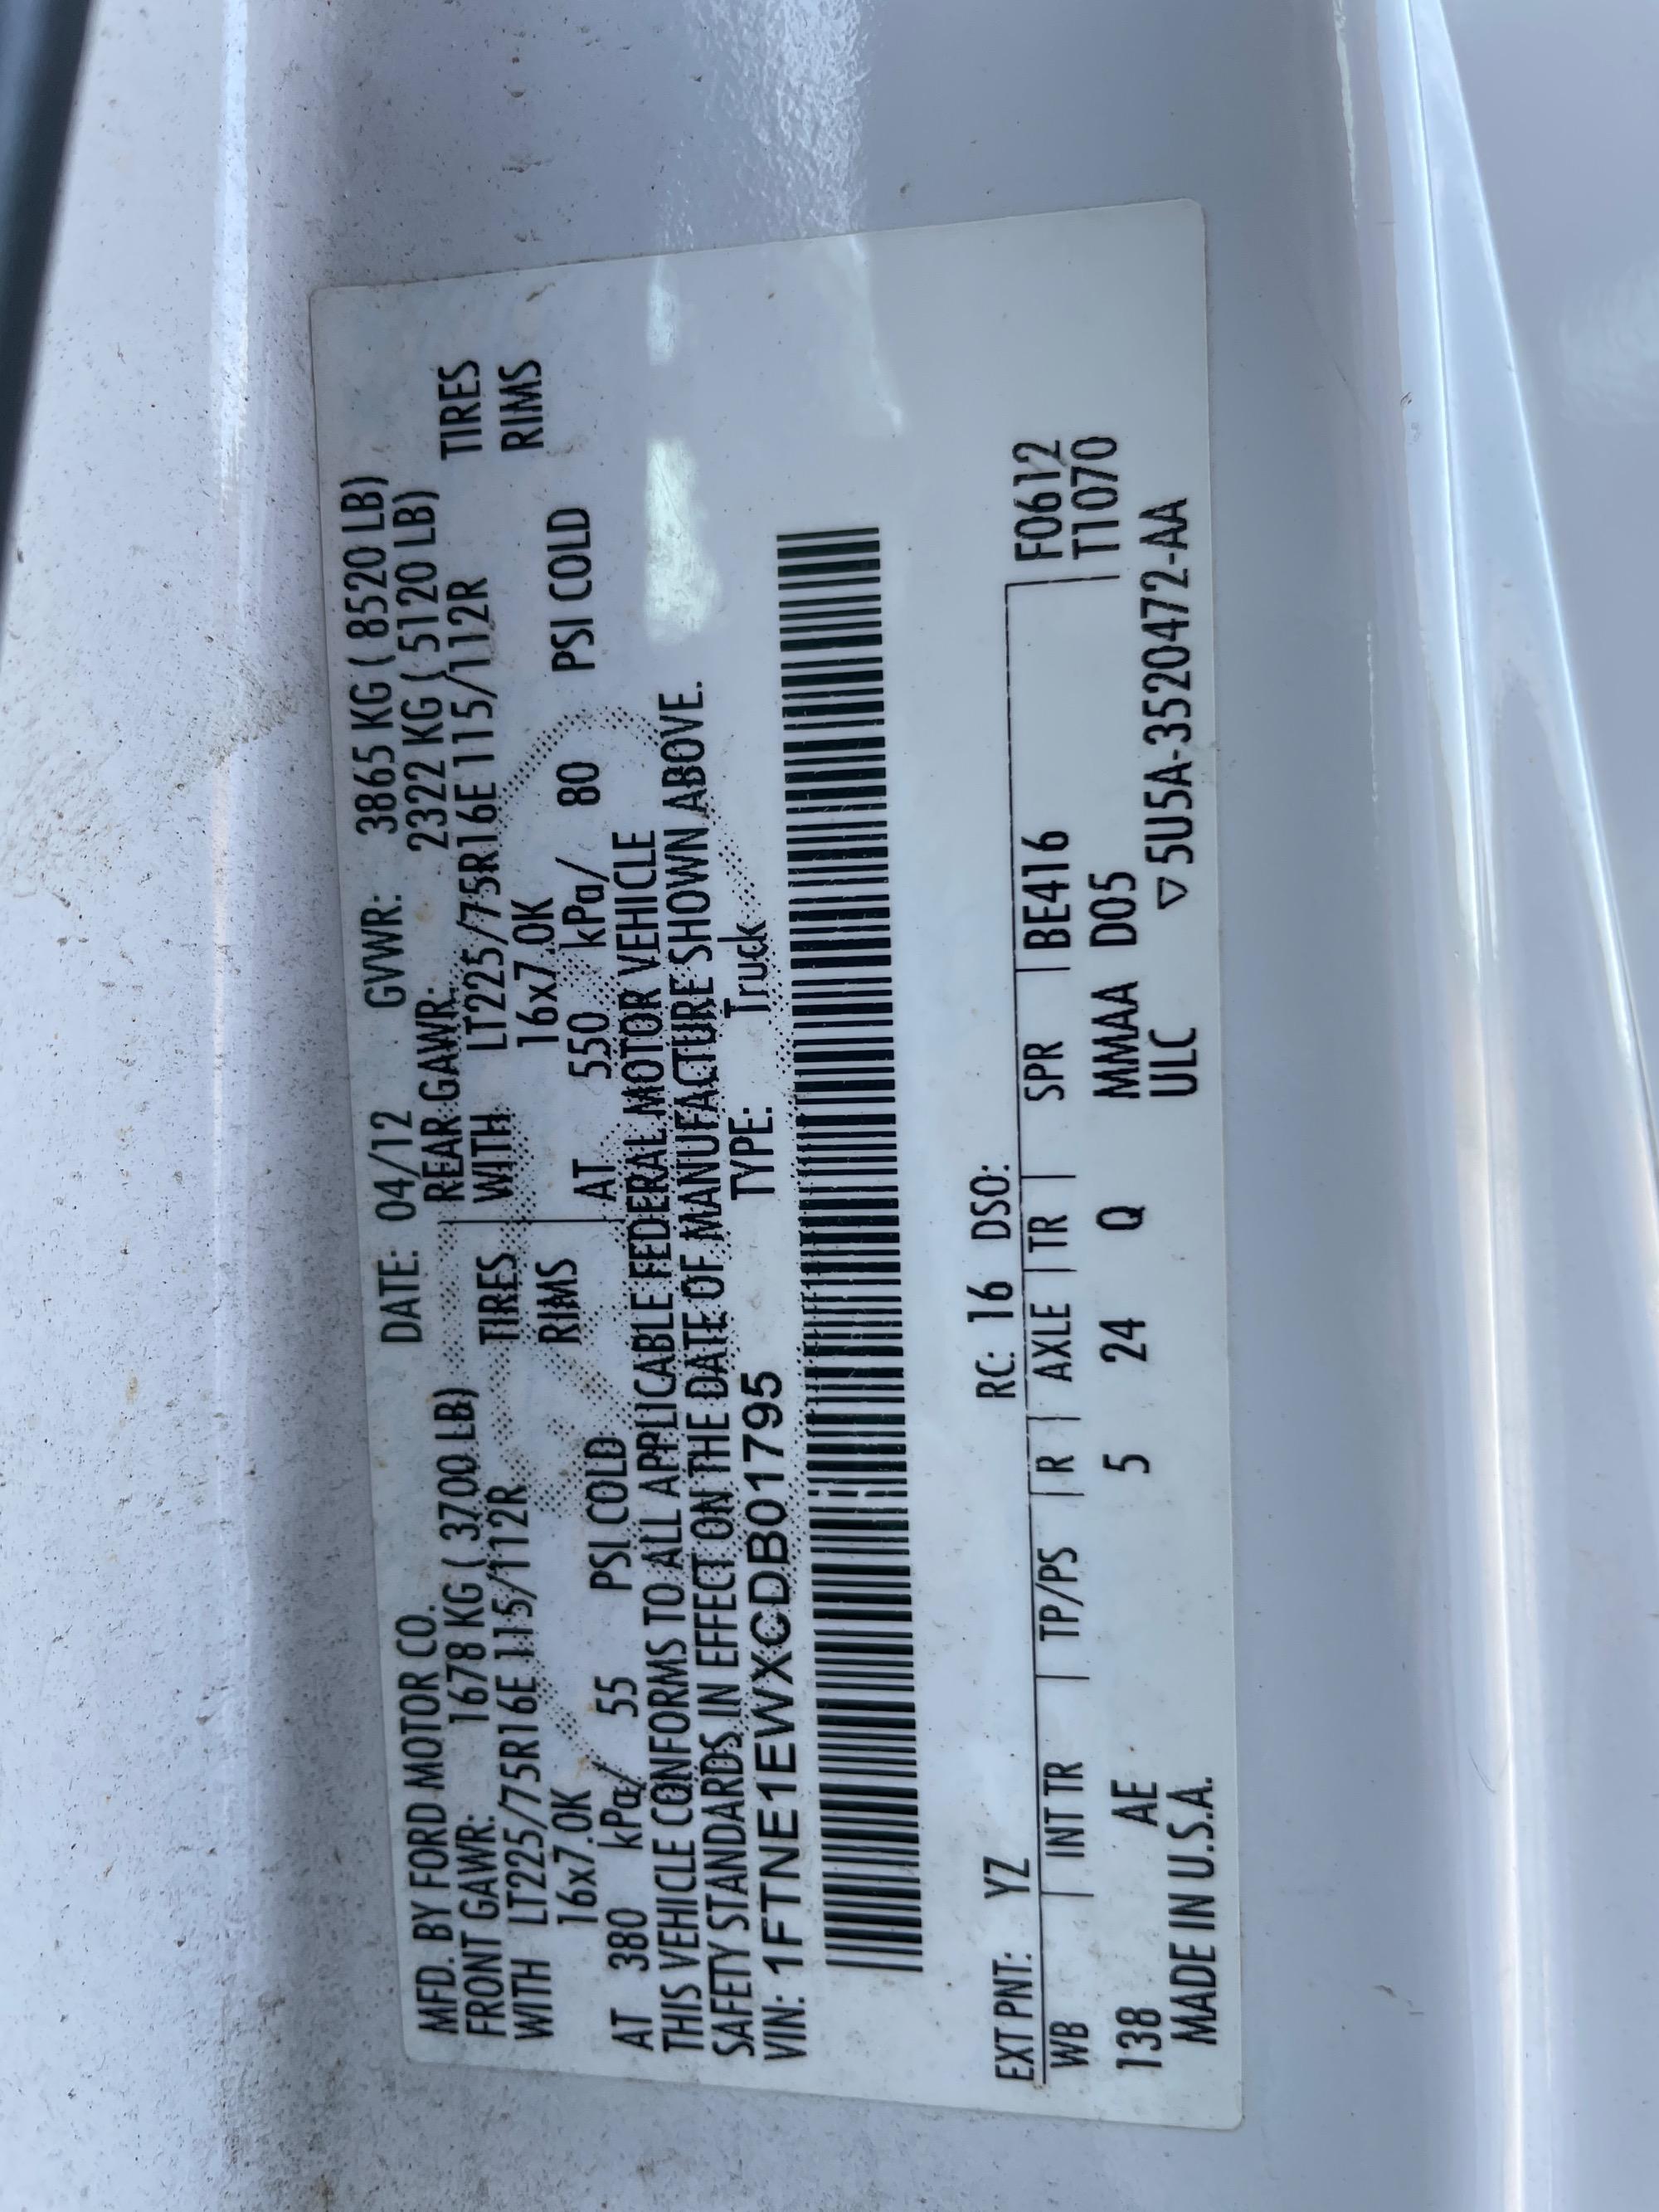 MFD. BY FORD MOTOR CO. DATE: 04/12 GVWR: 3865 KG ( 8520 LB)
FRONT GAWR: 1678 KG ( 3700 LB) REAR GAWR: 2322 KG ( 5120 LB)
WITH LT225/75R16E 115/112R TIRES WITH LT225/75R16E 115/112R TIRES
16x7.0K RIMS 16x7.0K RIMS
AT 380 kPa/ 55 PSI COLD AT 550 kPa/ 80 PSI COLD
THIS VEHICLE CONFORMS TO ALL APPLICABLE FEDERAL MOTOR VEHICLE
SAFETY STANDARDS IN EFFECT ON THE DATE OF MANUFACTURE SHOWN ABOVE.
VIN: 1FTNE1EWXCDB01795 TYPE: Truck
EXT PNT: YZ RC: 16 DSO: F0612
WB INT TR TP/PS R AXLE TR SPR BE416 T1070
138 AE 5 24 Q MMAA D05
MADE IN U.S.A. ULC ▽5U5A-3520472-AA